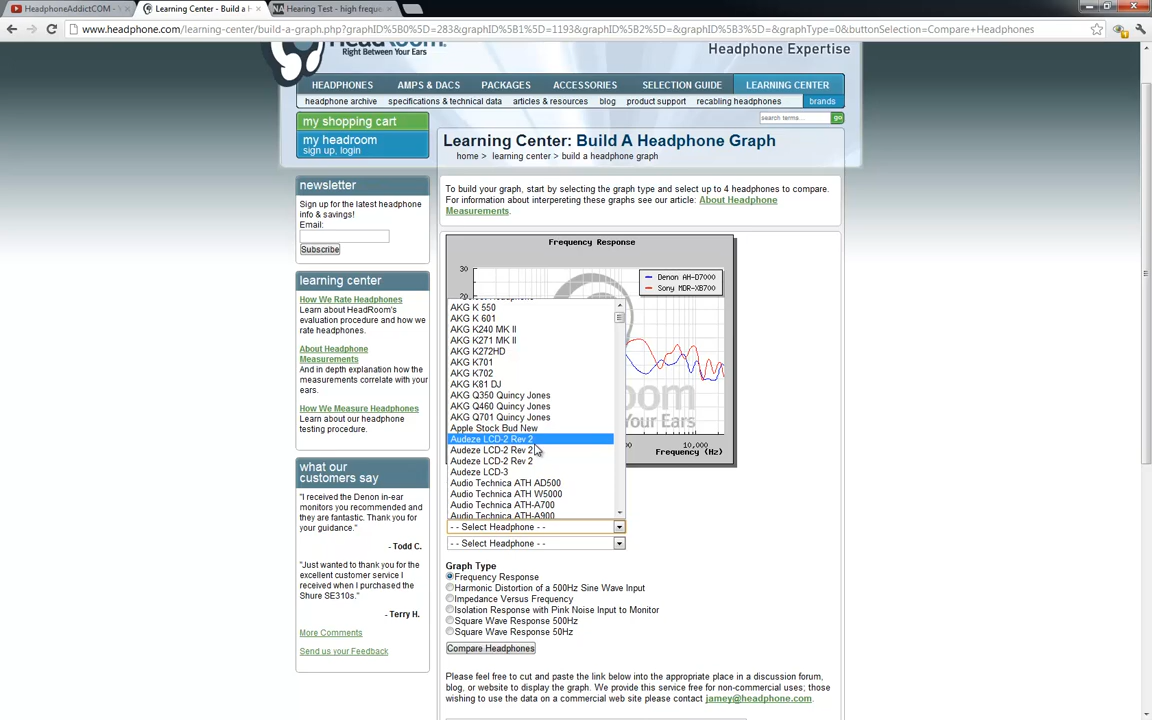 HeadphoneAddictCOM - Y
Learning Center - Build a H
Hearing Test - high freque
www.headphone.com/learning-center/build-a-graph.php?graphID%5B0%5D=283&graphID%5B1%5D=1193&graphID%5B2%5D=&graphID%5B3%5D=&graphType=0&buttonSelection=Compare+Headphones
HeadRoom
Right Between Your Ears.
Headphone Expertise
HEADPHONES
AMPS & DACS
PACKAGES
ACCESSORIES
SELECTION GUIDE
LEARNING CENTER
headphone archive
specifications & technical data
articles & resources
blog
product support
recabling headphones
brands
search terms...
go
my shopping cart
my headroom
sign up, login
Learning Center: Build A Headphone Graph
home > learning center > build a headphone graph
newsletter
Sign up for the latest headphone
info & savings!
Email:
Subscribe
To build your graph, start by selecting the graph type and select up to 4 headphones to compare.
For information about interpreting these graphs see our article: About Headphone
Measurements.
learning center
How We Rate Headphones
Learn about HeadRoom's
evaluation procedure and how we
rate headphones.
About Headphone
Measurements
And in depth explanation how the
measurements correlate with your
ears.
How We Measure Headphones
Learn about our headphone
testing procedure.
what our
customers say
"I received the Denon in-ear
monitors you recommended and
they are fantastic. Thank you for
your guidance."
- Todd C.
"Just wanted to thank you for the
excellent customer service I
received when I purchased the
Shure SE310s.
- Terry H.
More Comments
Send us your Feedback
Frequency Response
30
20
Denon AH-D7000
Sony MDR-XB700
room
Your Ears.
10,000
Frequency (Hz)
AKG K 550
AKG K 601
AKG K240 MK II
AKG K271 MK II
AKG K272HD
AKG K701
AKG K702
AKG K81 DJ
AKG Q350 Quincy Jones
AKG Q460 Quincy Jones
AKG Q701 Quincy Jones
Apple Stock Bud New
Audeze LCD-2 Rev 2
Audeze LCD-2 Rev 2
Audeze LCD-2 Rev 2
Audeze LCD-3
Audio Technica ATH AD500
Audio Technica ATH W5000
Audio Technica ATH-A700
Audio Technica ATH-A900
- - Select Headphone - -
- - Select Headphone - -
Graph Type
Frequency Response
Harmonic Distortion of a 500Hz Sine Wave Input
Impedance Versus Frequency
Isolation Response with Pink Noise Input to Monitor
Square Wave Response 500Hz
Square Wave Response 50Hz
Compare Headphones
Please feel free to cut and paste the link below into the appropriate place in a discussion forum,
blog, or website to display the graph. We provide this service free for non-commercial uses; those
wishing to use the data on a commercial web site please contact jamey@headphone.com.